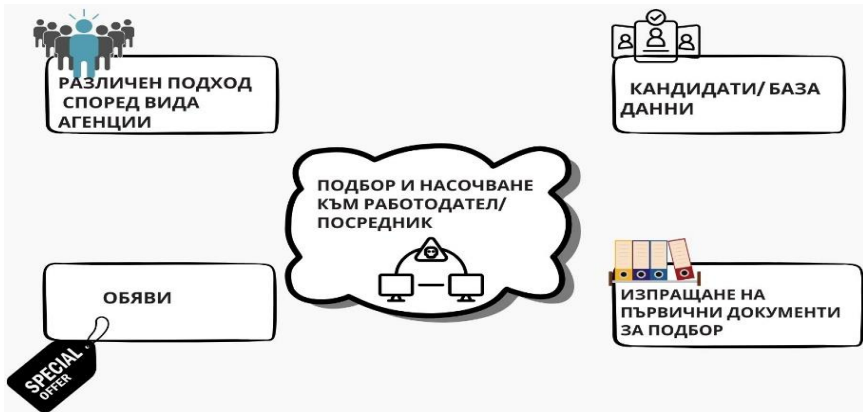 РАЗЛИЧЕН ПОДХОД
СПОРЕД ВИДА
АГЕНЦИИ
КАНДИДАТИ/ БАЗА
ДАННИ
ПОДБОР И НАСОЧВАНЕ
КЪМ РАБОТОДАТЕЛ/
ПОСРЕДНИК
ОБЯВИ
SPECIAL
OFFER
ИЗПРАЩАНЕ НА
ПЪРВИЧНИ ДОКУМЕНТИ
ЗА ПОДБОР